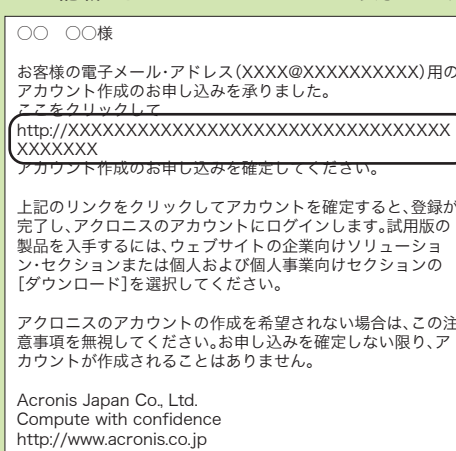 ○○ ○○様
お客様の電子メール・アドレス(XXXX@XXXXXXXXXX)用の
アカウント作成のお申し込みを承りました。
ここをクリックして
http://XXXXXXXXXXXXXXXXXXXXXXXXXXXXXXXXX
XXXXXXX
アカウント作成のお申し込みを確定してください。
上記のリンクをクリックしてアカウントを確定すると、登録が
完了し、アクロニスのアカウントにログインします。試用版の
製品を入手するには、ウェブサイトの企業向けソリューショ
ン・セクションまたは個人および個人事業向けセクションの
[ダウンロード]を選択してください。
アクロニスのアカウントの作成を希望されない場合は、この注
意事項を無視してください。お申し込みを確定しない限り、ア
カウントが作成されることはありません。
Acronis Japan Co., Ltd.
Compute with confidence
http://www.acronis.co.jp